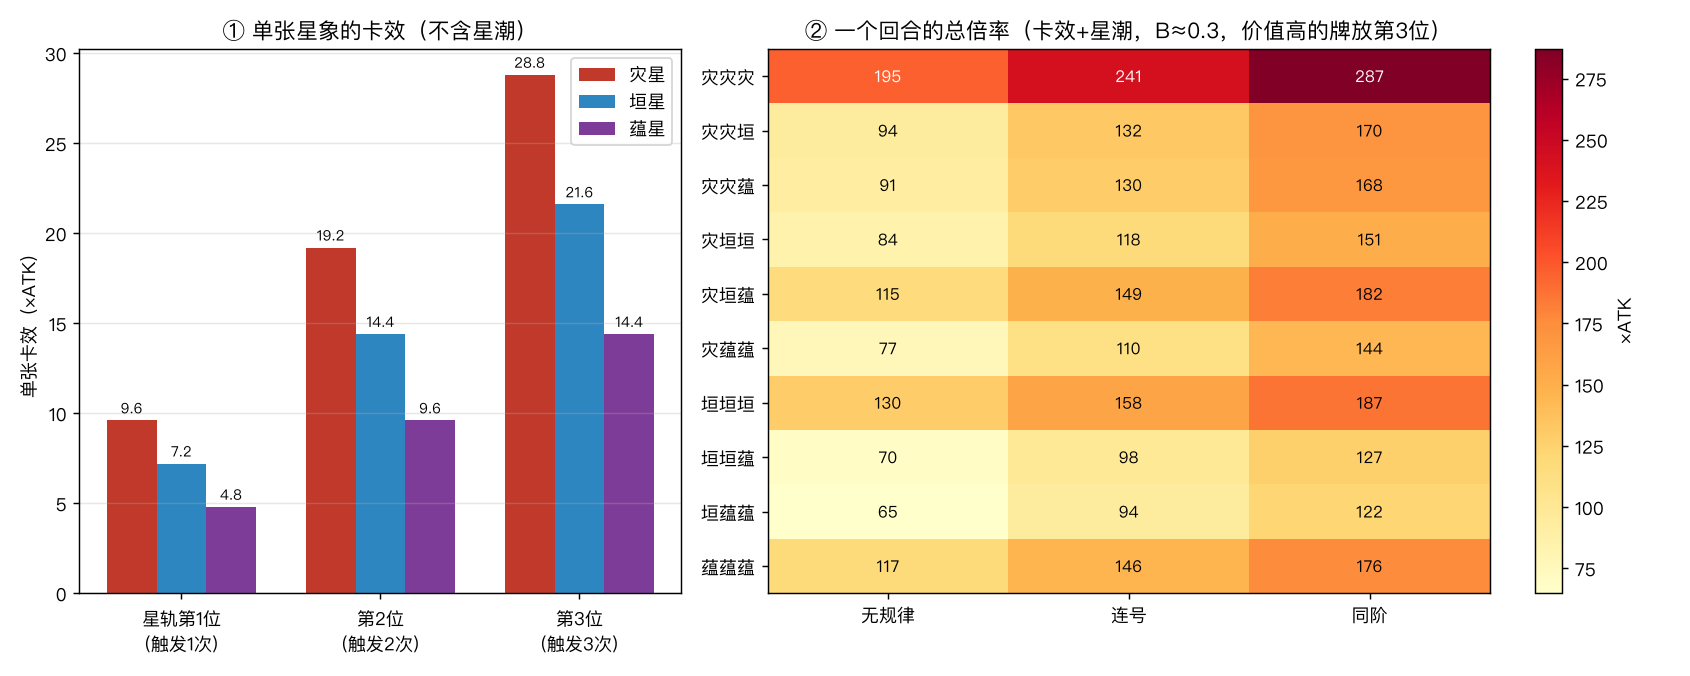 ① 单张星象的卡效（不含星潮）
30
25
20
15
10
5
0
单张卡效（×ATK）
灾星
垣星
蕴星
9.6
7.2
4.8
19.2
14.4
9.6
28.8
21.6
14.4
星轨第1位
(触发1次)
第2位
(触发2次)
第3位
(触发3次)
② 一个回合的总倍率（卡效+星潮，B≈0.3，价值高的牌放第3位）
灾灾灾 195 241 287
灾灾垣 94 132 170
灾灾蕴 91 130 168
灾垣垣 84 118 151
灾垣蕴 115 149 182
灾蕴蕴 77 110 144
垣垣垣 130 158 187
垣垣蕴 70 98 127
垣蕴蕴 65 94 122
蕴蕴蕴 117 146 176
无规律 连号 同阶
275
250
225
200
175
150
125
100
75
×ATK